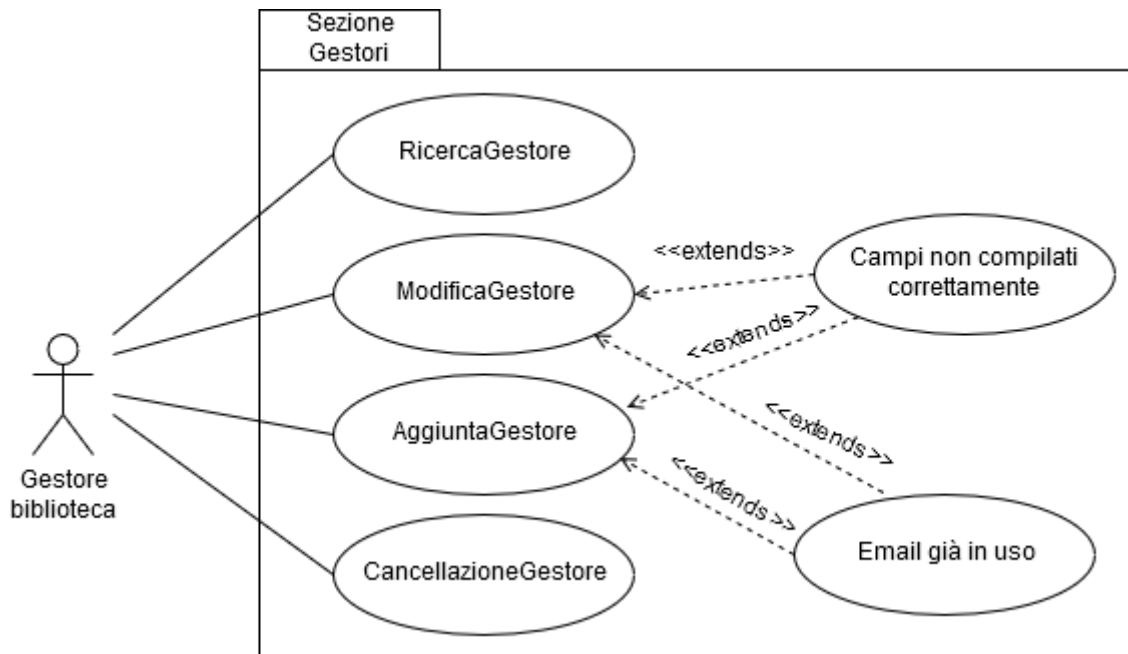 Sezione
Gestori
RicercaGestore
<<extends>>
Campi non compilati
correttamente
ModificaGestore
<<extends>>
AggiuntaGestore
<<extends>>
<<extends>>
Gestore
biblioteca
Email già in uso
CancellazioneGestore